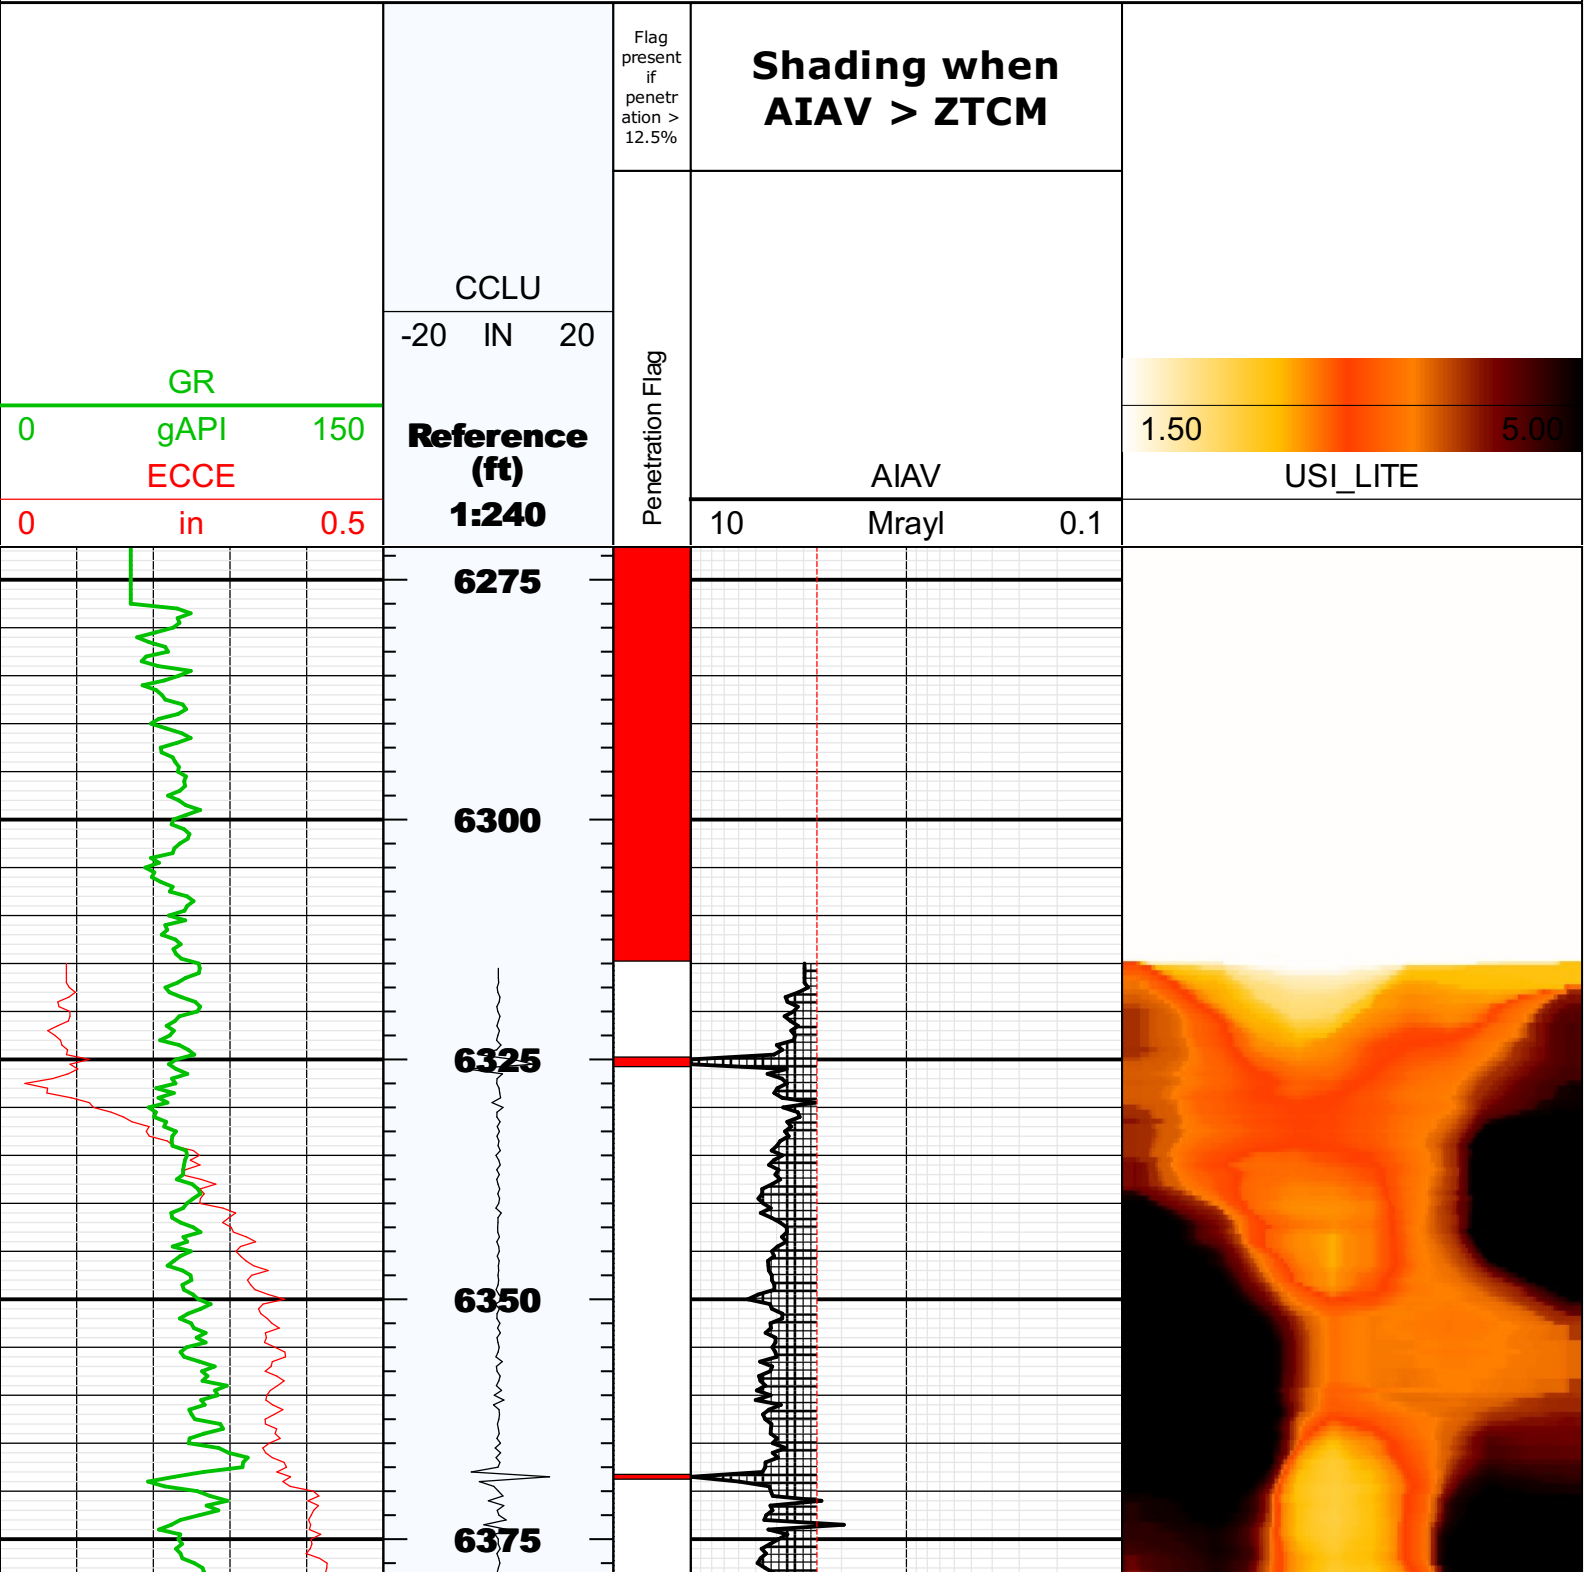 Flag
present
if
penetr
ation >
12.5%
Shading when
AIAV > ZTCM
CCLU
-20 IN 20
GR
0 gAPI 150
ECCE
0 in 0.5
Reference
(ft)
1:240
Penetration Flag
AIAV
10 Mrayl 0.1
1.50 5.00
USI_LITE
6275
6300
6325
6350
6375